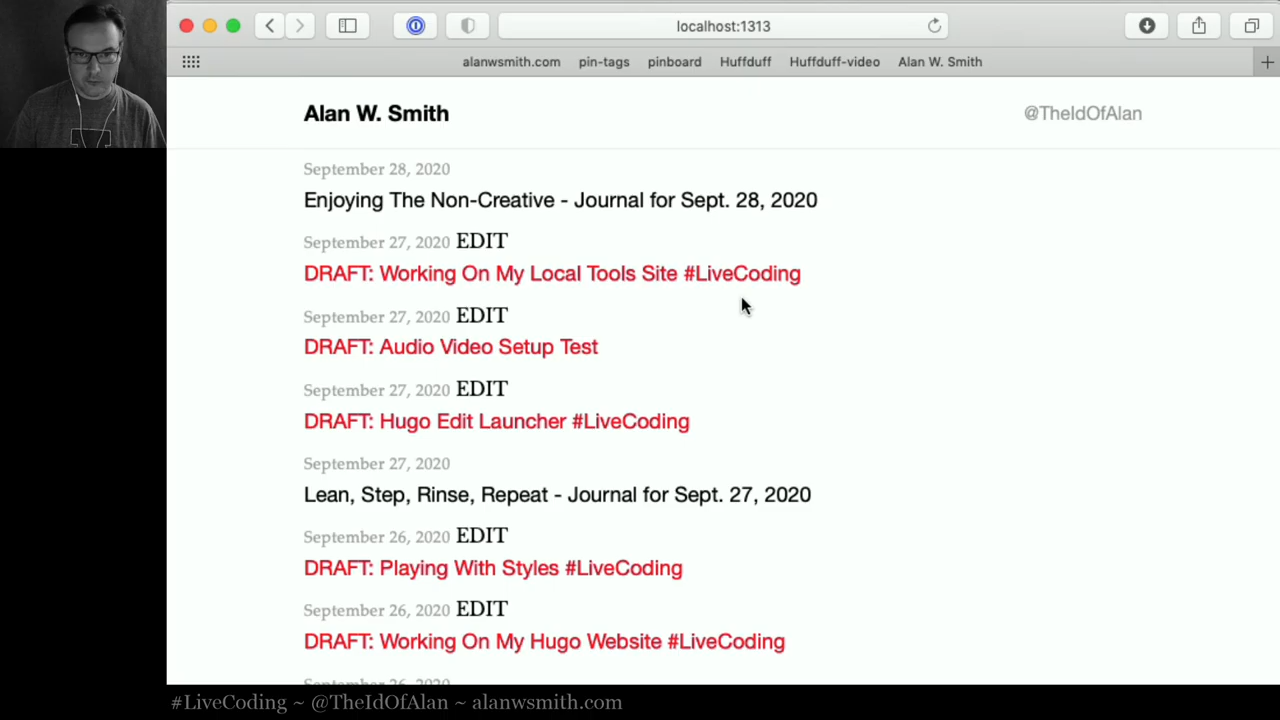 localhost:1313
alanwsmith.com pin-tags pinboard Huffduff Huffduff-video Alan W. Smith
Alan W. Smith @TheIdOfAlan
September 28, 2020
Enjoying The Non-Creative - Journal for Sept. 28, 2020
September 27, 2020 EDIT
DRAFT: Working On My Local Tools Site #LiveCoding
September 27, 2020 EDIT
DRAFT: Audio Video Setup Test
September 27, 2020 EDIT
DRAFT: Hugo Edit Launcher #LiveCoding
September 27, 2020
Lean, Step, Rinse, Repeat - Journal for Sept. 27, 2020
September 26, 2020 EDIT
DRAFT: Playing With Styles #LiveCoding
September 26, 2020 EDIT
DRAFT: Working On My Hugo Website #LiveCoding
#LiveCoding ~ @TheIdOfAlan ~ alanwsmith.com